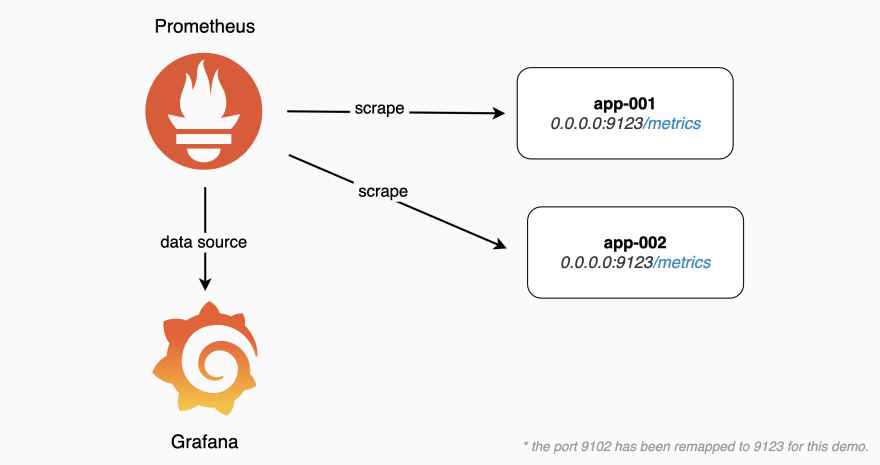 Prometheus
scrape
app-001
0.0.0.0:9123/metrics
scrape
data source
app-002
0.0.0.0:9123/metrics
Grafana
* the port 9102 has been remapped to 9123 for this demo.